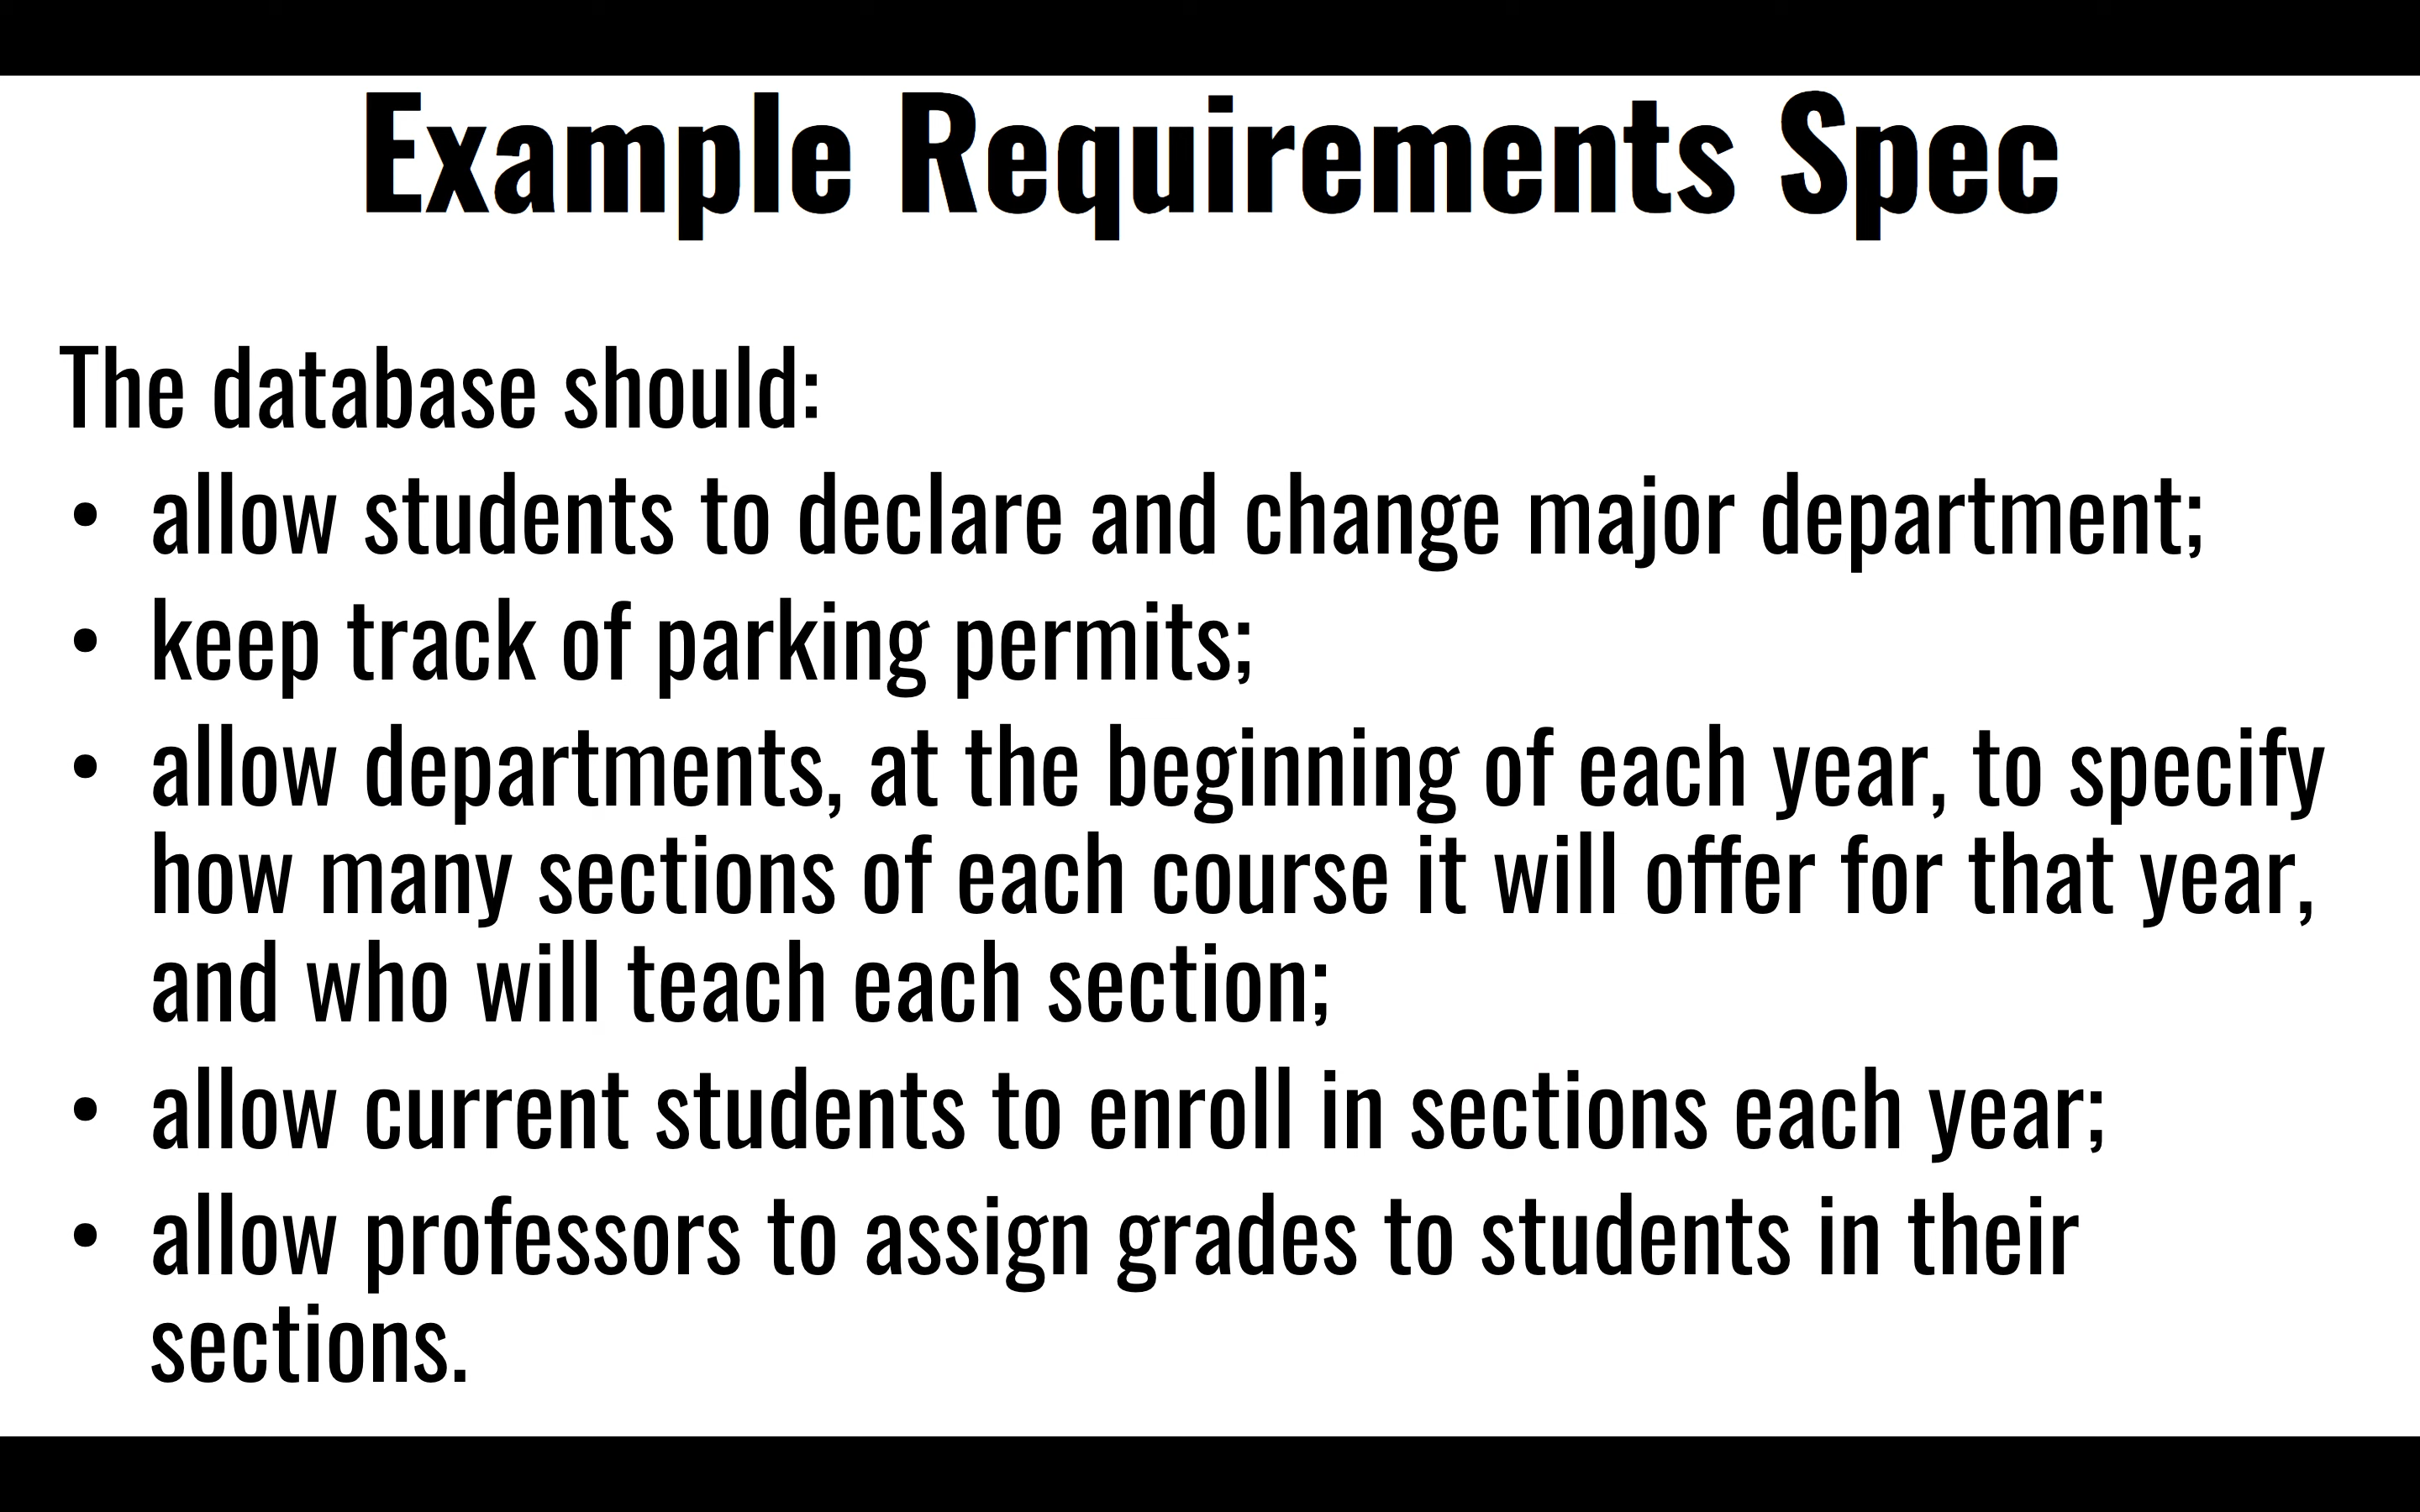 Example Requirements Spec
The database should:
• allow students to declare and change major department;
• keep track of parking permits;
• allow departments, at the beginning of each year, to specify
how many sections of each course it will offer for that year,
and who will teach each section;
• allow current students to enroll in sections each year;
• allow professors to assign grades to students in their
sections.